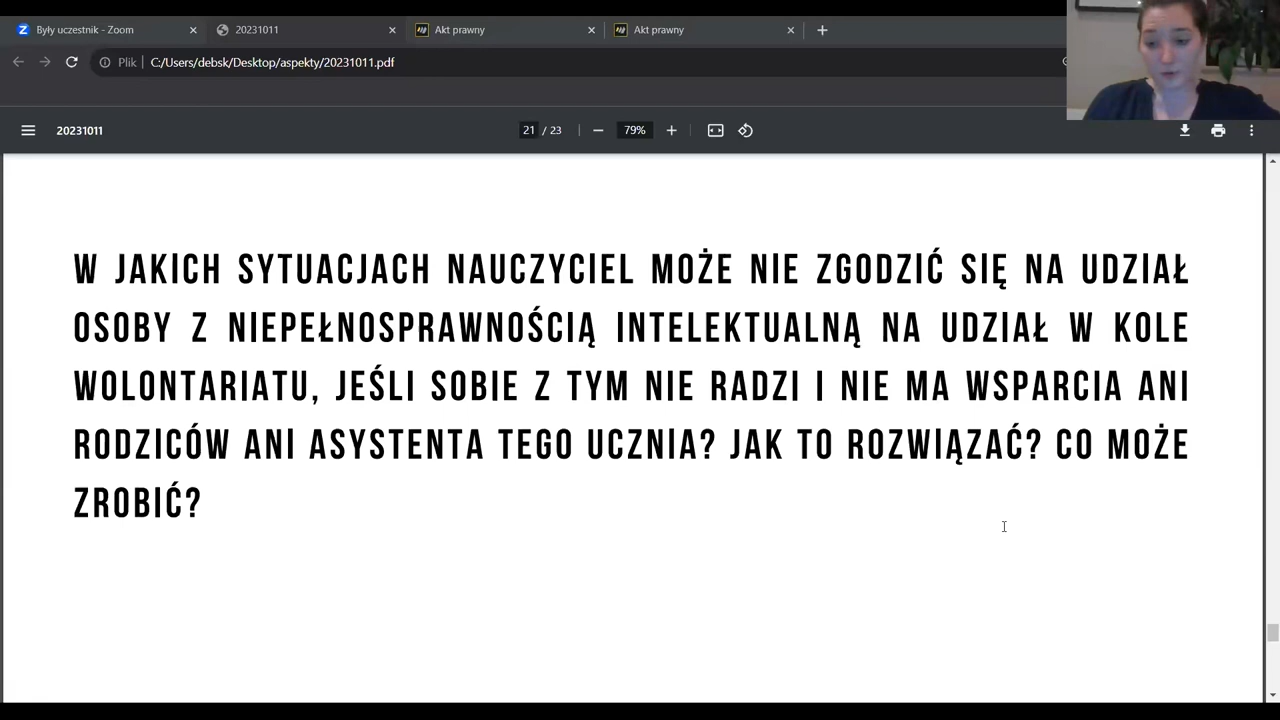 Były uczestnik - Zoom
20231011
Akt prawny
Akt prawny
Plik
C:/Users/debsk/Desktop/aspekty/20231011.pdf
20231011
21 / 23
79%
W JAKICH SYTUACJACH NAUCZYCIEL MOŻE NIE ZGODZIĆ SIĘ NA UDZIAŁ
OSOBY Z NIEPEŁNOSPRAWNOŚCIĄ INTELEKTUALNĄ NA UDZIAŁ W KOLE
WOLONTARIATU, JEŚLI SOBIE Z TYM NIE RADZI I NIE MA WSPARCIA ANI
RODZICÓW ANI ASYSTENTA TEGO UCZNIA? JAK TO ROZWIĄZAĆ? CO MOŻE
ZROBIĆ?